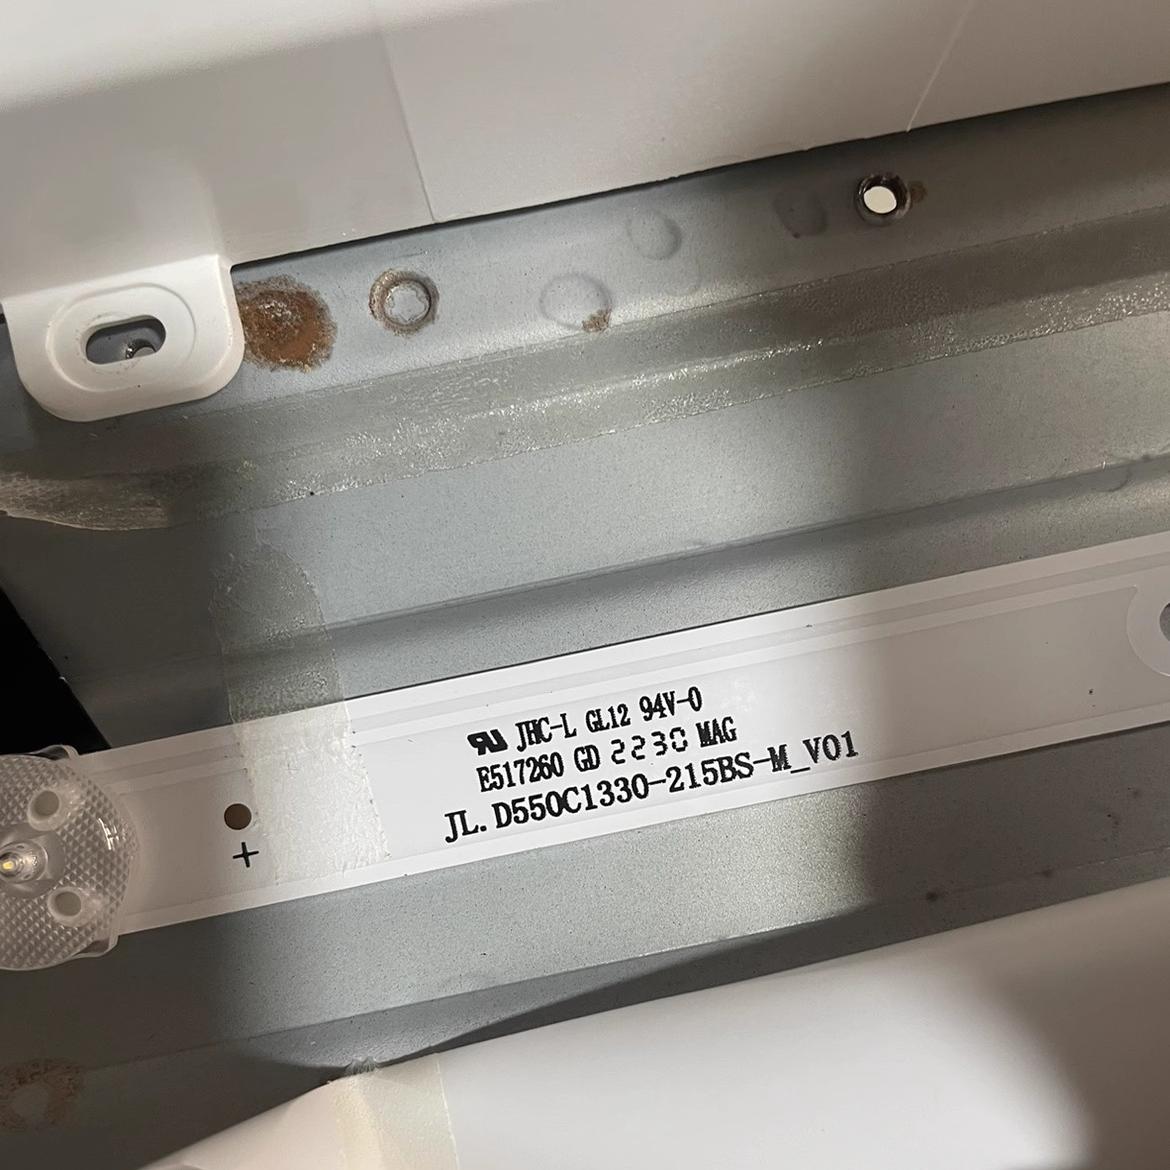 JHC-L GL12 94V-0
E517260 GD 2230 MAG
JL.D550C1330-215BS-M_V01
+